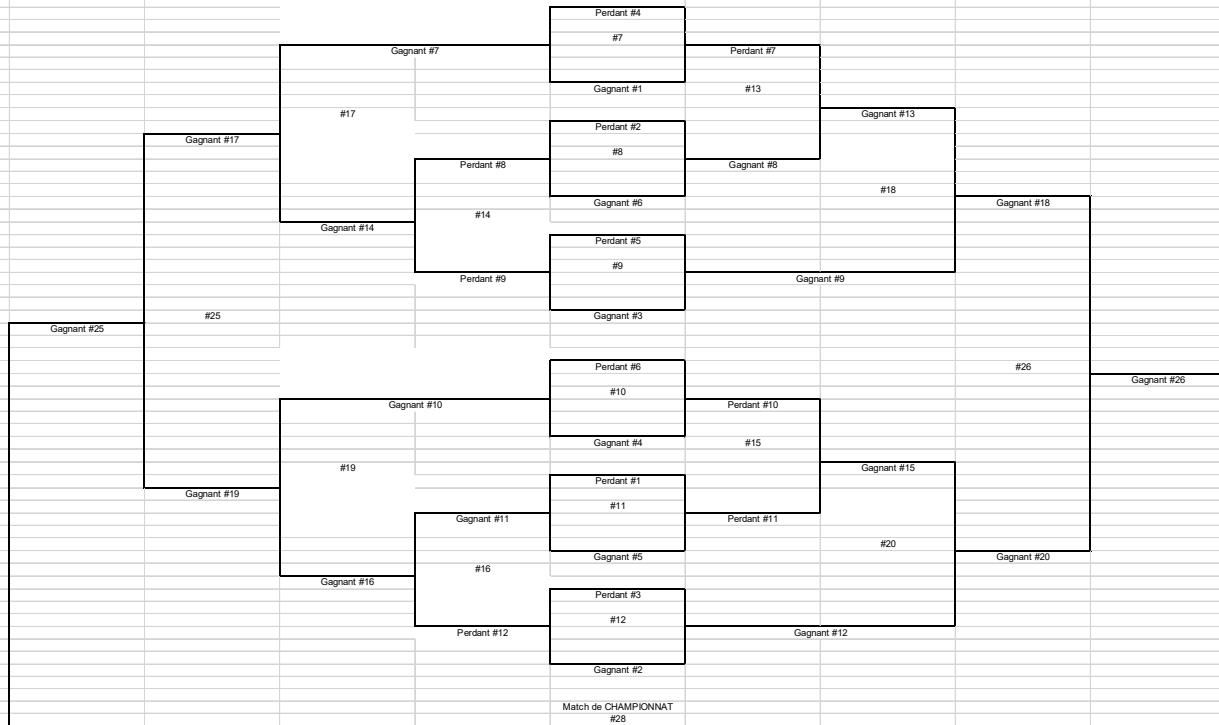 Perdant #4
#7
Gagnant #7
Perdant #7
Gagnant #1
#13
#17
Gagnant #13
Perdant #2
Gagnant #17
#8
Perdant #8
Gagnant #8
#18
Gagnant #6
Gagnant #18
#14
Gagnant #14
Perdant #5
#9
Perdant #9
Gagnant #9
#25
Gagnant #3
Gagnant #25
Perdant #6
#26
Gagnant #26
#10
Gagnant #10
Perdant #10
Gagnant #4
#15
#19
Gagnant #15
Perdant #1
Gagnant #19
#11
Gagnant #11
Perdant #11
#20
Gagnant #5
Gagnant #20
#16
Gagnant #16
Perdant #3
#12
Perdant #12
Gagnant #12
Gagnant #2
Match de CHAMPIONNAT
#28